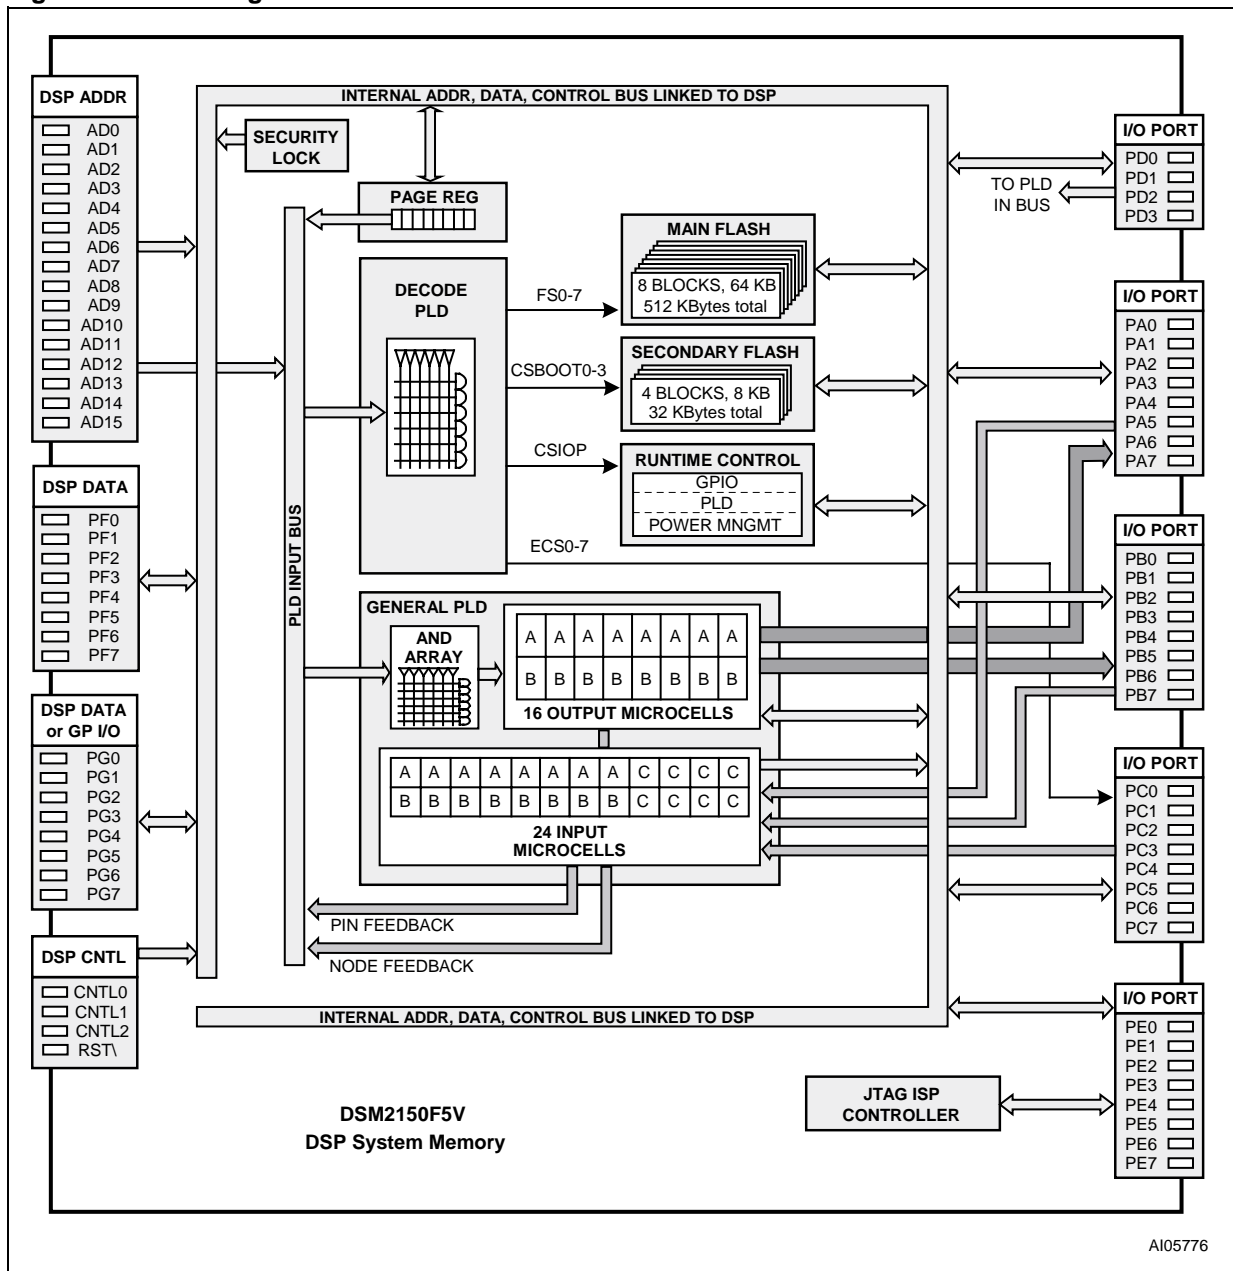 INTERNAL ADDR, DATA, CONTROL BUS LINKED TO DSP
DSP ADDR
AD0
AD1
AD2
AD3
AD4
AD5
AD6
AD7
AD8
AD9
AD10
AD11
AD12
AD13
AD14
AD15
DSP DATA
PF0
PF1
PF2
PF3
PF4
PF5
PF6
PF7
DSP DATA
or GP I/O
PG0
PG1
PG2
PG3
PG4
PG5
PG6
PG7
DSP CNTL
CNTL0
CNTL1
CNTL2
RST\
SECURITY
LOCK
PAGE REG
PLD INPUT BUS
DECODE
PLD
FS0-7
CSBOOT0-3
CSIOP
ECS0-7
MAIN FLASH
8 BLOCKS, 64 KB
512 KBytes total
SECONDARY FLASH
4 BLOCKS, 8 KB
32 KBytes total
RUNTIME CONTROL
GPIO
PLD
POWER MNGMT
GENERAL PLD
AND
ARRAY
A A A A A A A A
B B B B B B B B
16 OUTPUT MICROCELLS
A A A A A A A A C C C C
B B B B B B B B C C C C
24 INPUT
MICROCELLS
PIN FEEDBACK
NODE FEEDBACK
INTERNAL ADDR, DATA, CONTROL BUS LINKED TO DSP
TO PLD
IN BUS
I/O PORT
PD0
PD1
PD2
PD3
I/O PORT
PA0
PA1
PA2
PA3
PA4
PA5
PA6
PA7
I/O PORT
PB0
PB1
PB2
PB3
PB4
PB5
PB6
PB7
I/O PORT
PC0
PC1
PC2
PC3
PC4
PC5
PC6
PC7
I/O PORT
PE0
PE1
PE2
PE3
PE4
PE5
PE6
PE7
JTAG ISP
CONTROLLER
DSM2150F5V
DSP System Memory
AI05776